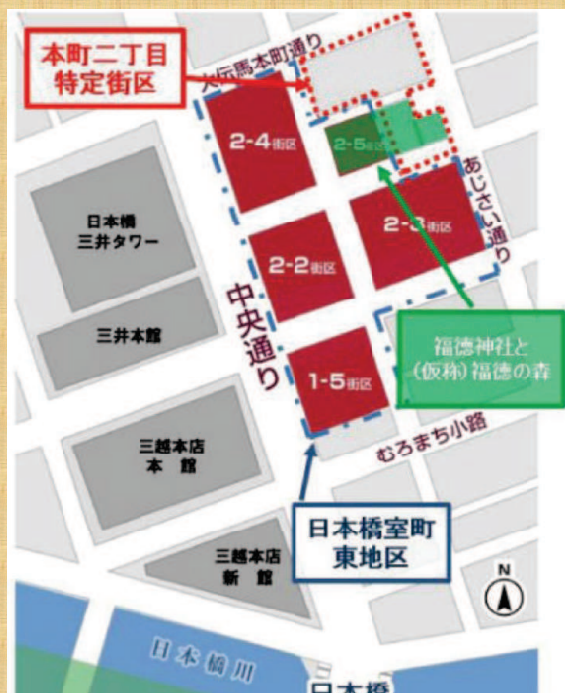 本町二丁目
特定街区
大伝馬本町通り
2-4街区
2-5街区
あじさい通り
日本橋
三井タワー
2-3街区
2-2街区
中央通り
三井本館
福徳神社と
(仮称)福徳の森
1-5街区
むろまち小路
三越本店
本 館
日本橋室町
東地区
三越本店
新 館
N
日本橋川
日本橋